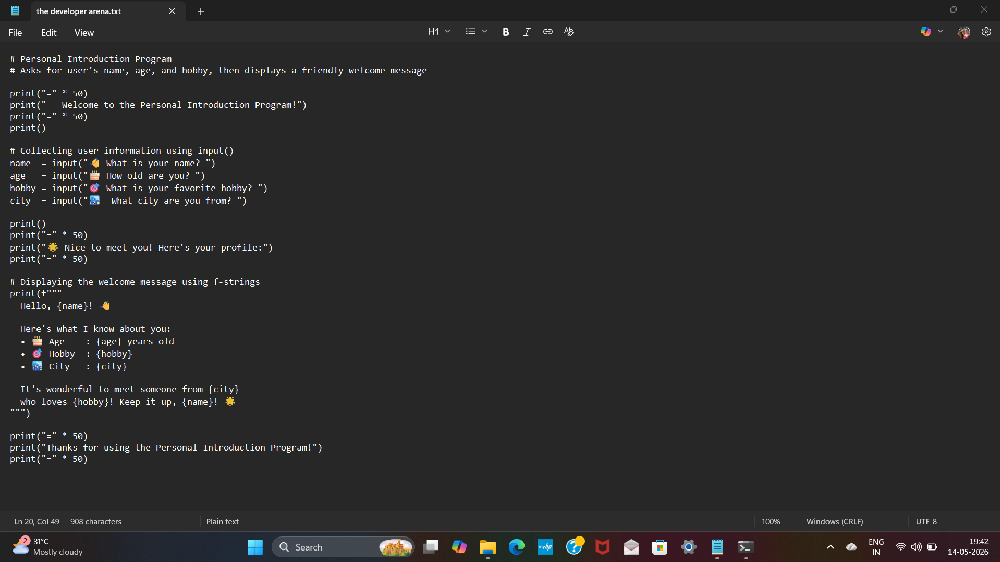 the developer arena.txt
File Edit View H1
# Personal Introduction Program
# Asks for user's name, age, and hobby, then displays a friendly welcome message
print("=" * 50)
print("   Welcome to the Personal Introduction Program!")
print("=" * 50)
print()
# Collecting user information using input()
name  = input("👋 What is your name? ")
age   = input("🎂 How old are you? ")
hobby = input("🎯 What is your favorite hobby? ")
city  = input("🏙️  What city are you from? ")
print()
print("=" * 50)
print("🌟 Nice to meet you! Here's your profile:")
print("=" * 50)
# Displaying the welcome message using f-strings
print(f"""
  Hello, {name}! 👋
  Here's what I know about you:
  • 🎂 Age    : {age} years old
  • 🎯 Hobby  : {hobby}
  • 🏙️ City   : {city}
  It's wonderful to meet someone from {city}
  who loves {hobby}! Keep it up, {name}! 🌟
""")
print("=" * 50)
print("Thanks for using the Personal Introduction Program!")
print("=" * 50)
Ln 20, Col 49 908 characters Plain text 100% Windows (CRLF) UTF-8
2 31°C
Mostly cloudy
Search
myhp
ENG
IN
19:42
14-05-2026